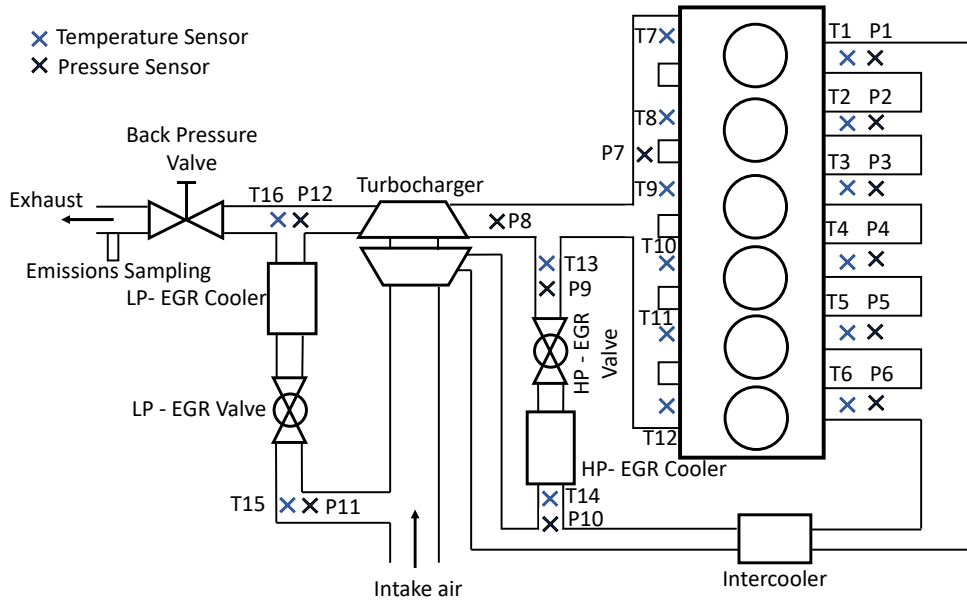 Temperature Sensor
Pressure Sensor
T7
T1 P1
T2 P2
T8
P7
T3 P3
T9
Back Pressure
Valve
T16 P12
Turbocharger
Exhaust
P8
T4 P4
T10
Emissions Sampling
LP- EGR Cooler
T13
P9
T5 P5
T11
HP - EGR
Valve
T6 P6
LP - EGR Valve
T12
HP- EGR Cooler
T15 P11
T14
P10
Intake air
Intercooler